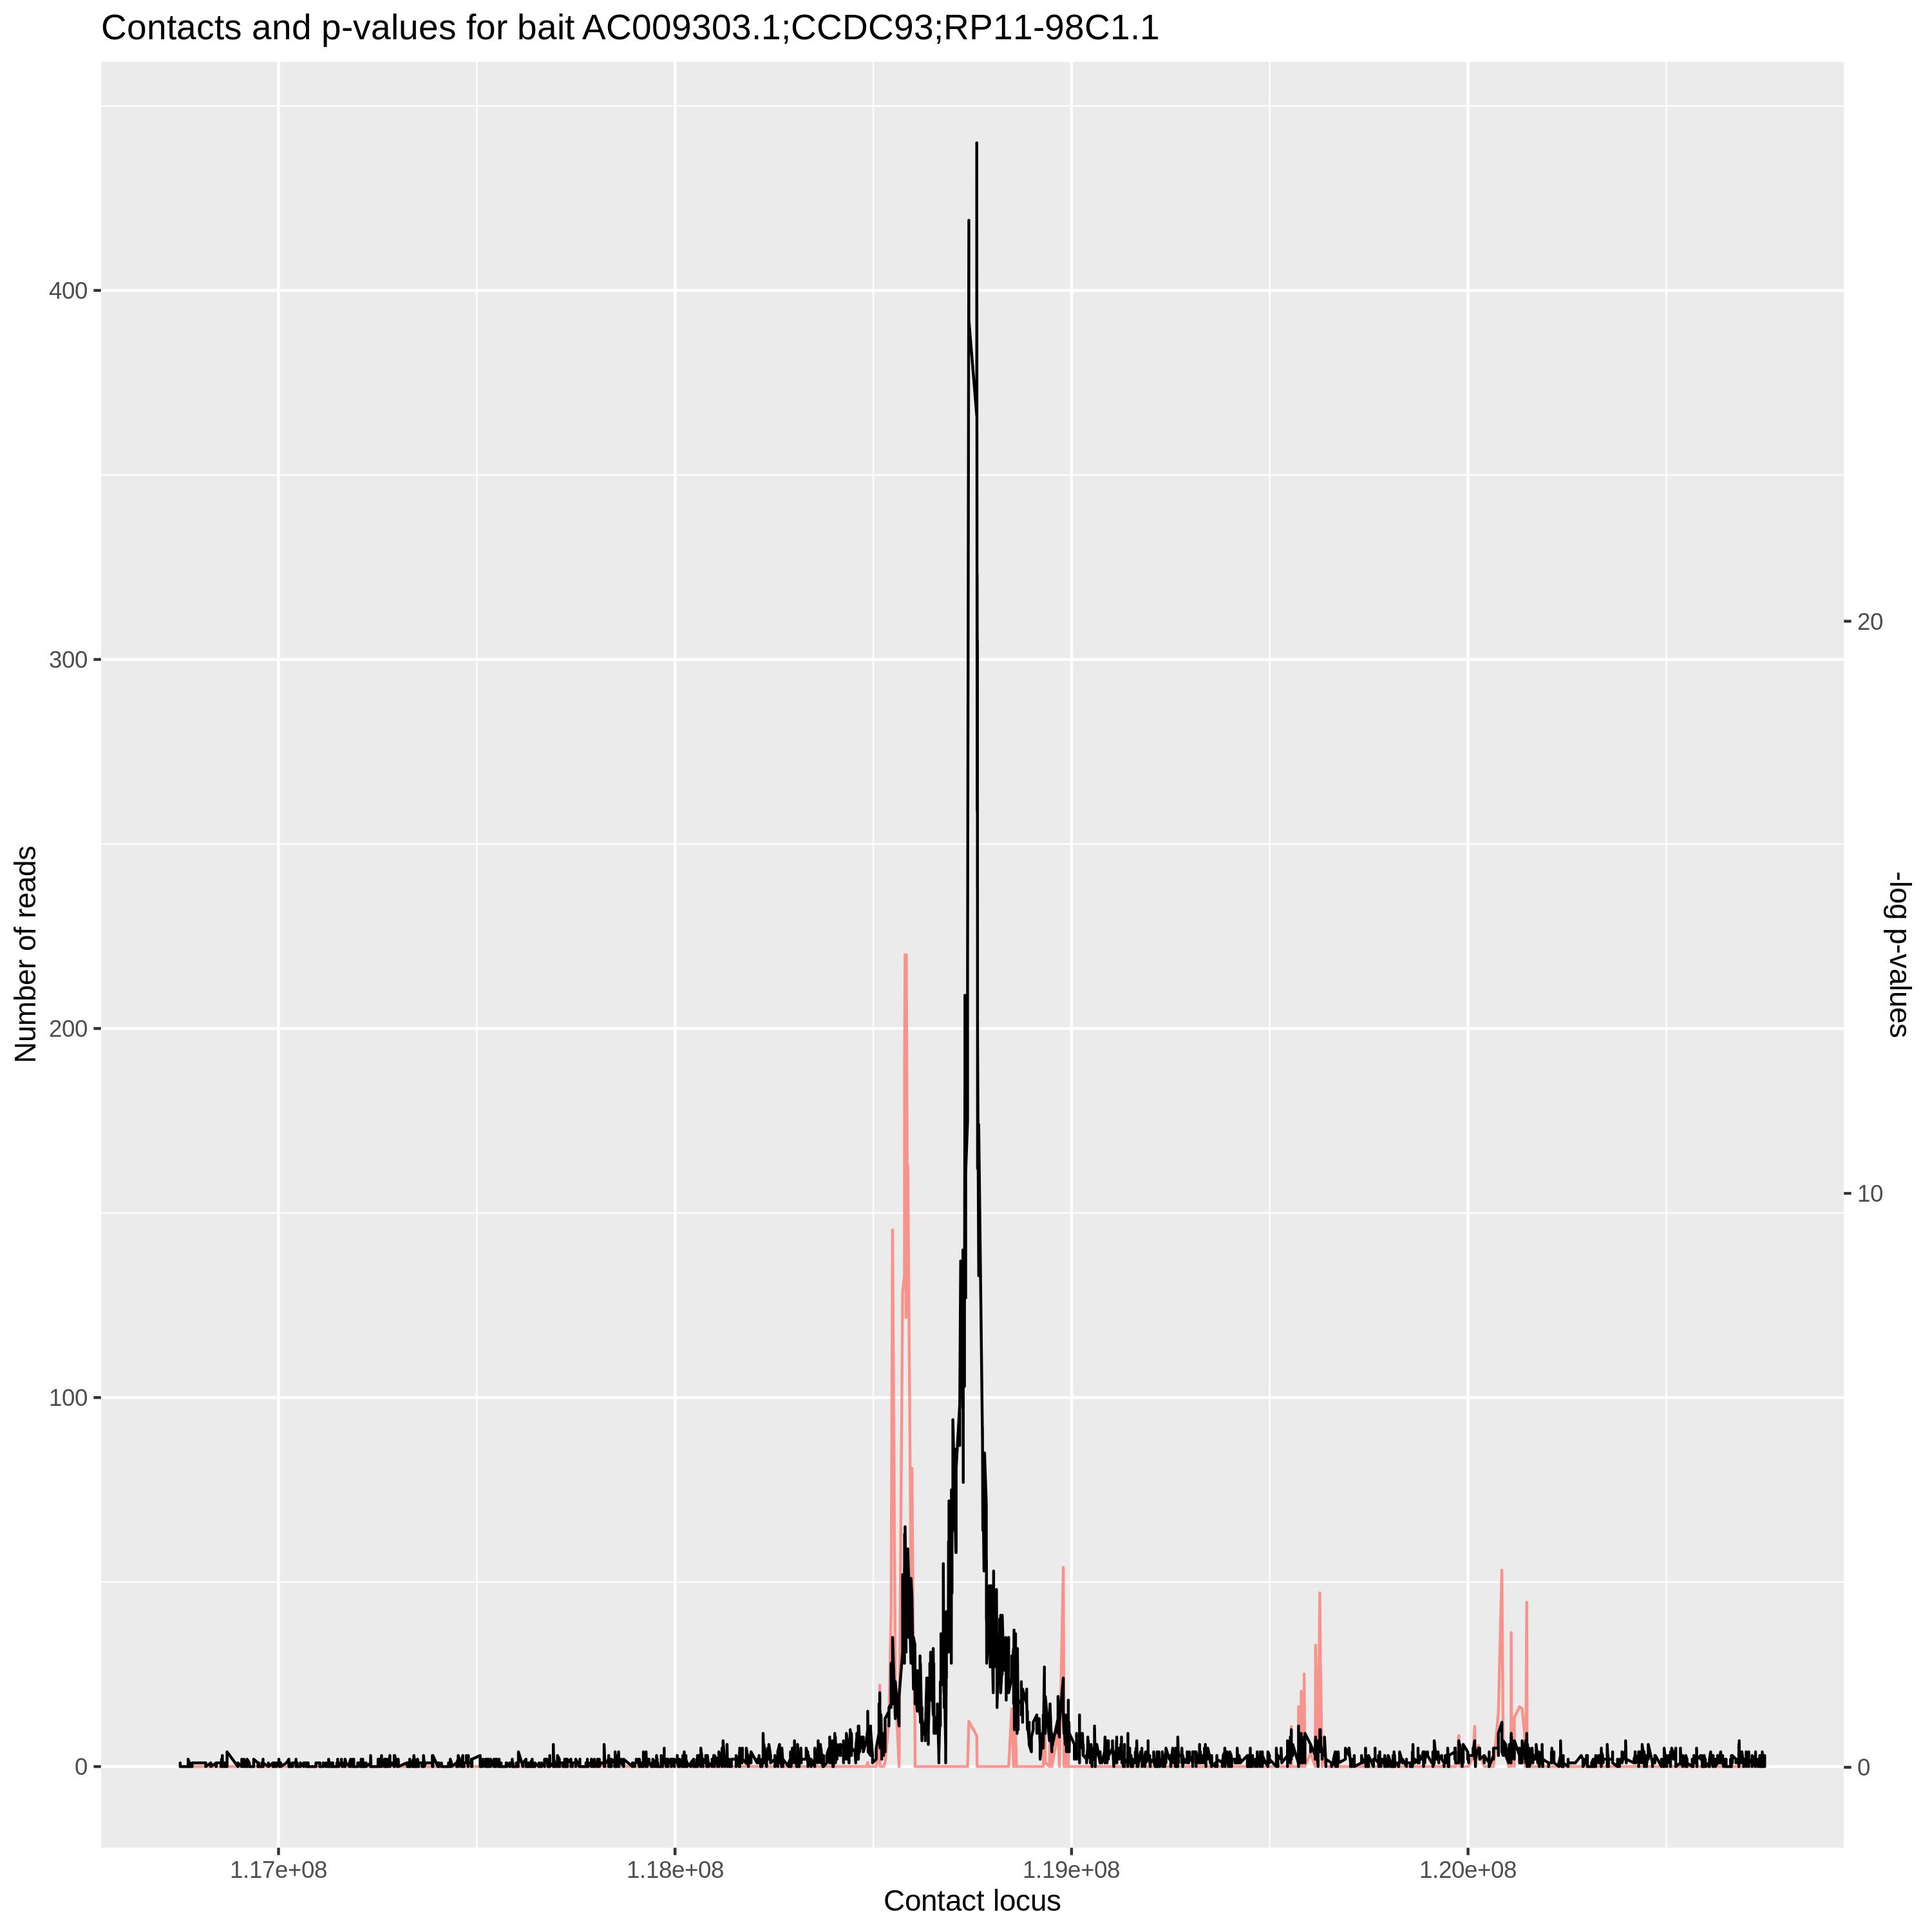 Contacts and p-values for bait AC009303.1;CCDC93;RP11-98C1.1
Number of reads
400
300
200
100
0
20
10
0
-log p-values
1.17e+08
1.18e+08
1.19e+08
1.20e+08
Contact locus